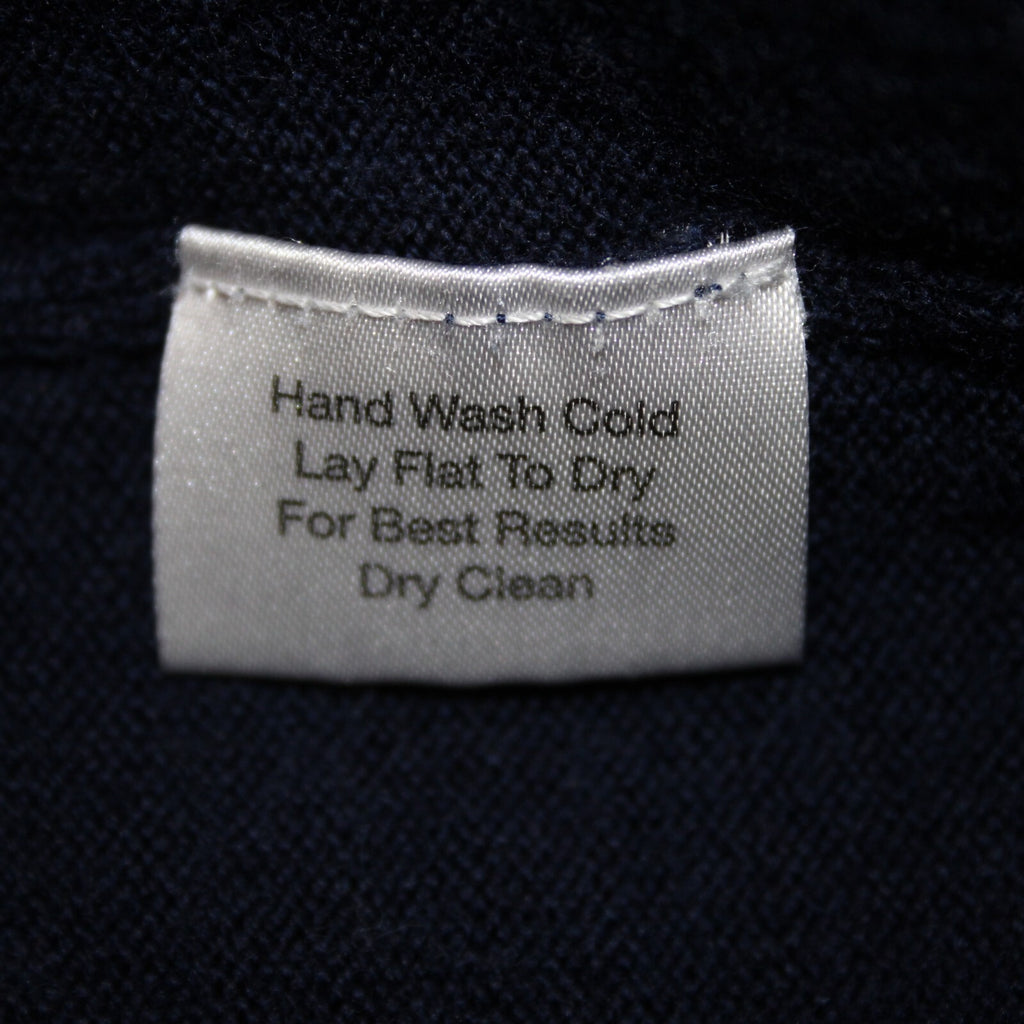 Hand Wash Cold
Lay Flat To Dry
For Best Results
Dry Clean